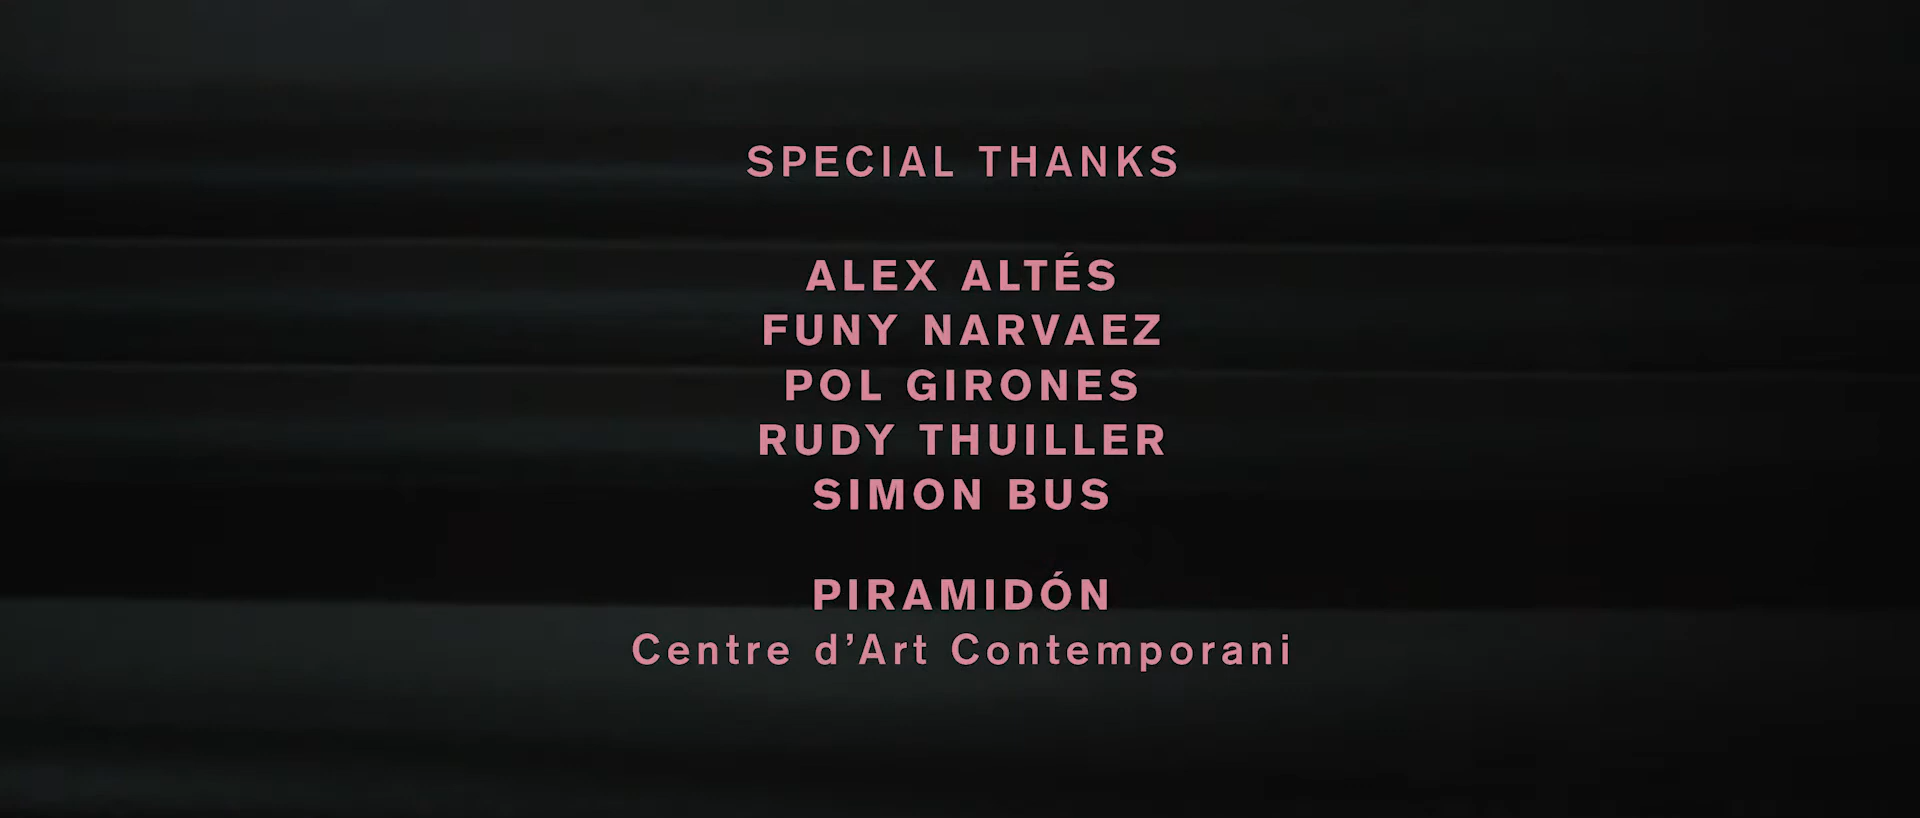 SPECIAL THANKS
ALEX ALTÉS
FUNY NARVAEZ
POL GIRONES
RUDY THUILLER
SIMON BUS
PIRAMIDÓN
Centre d’Art Contemporani